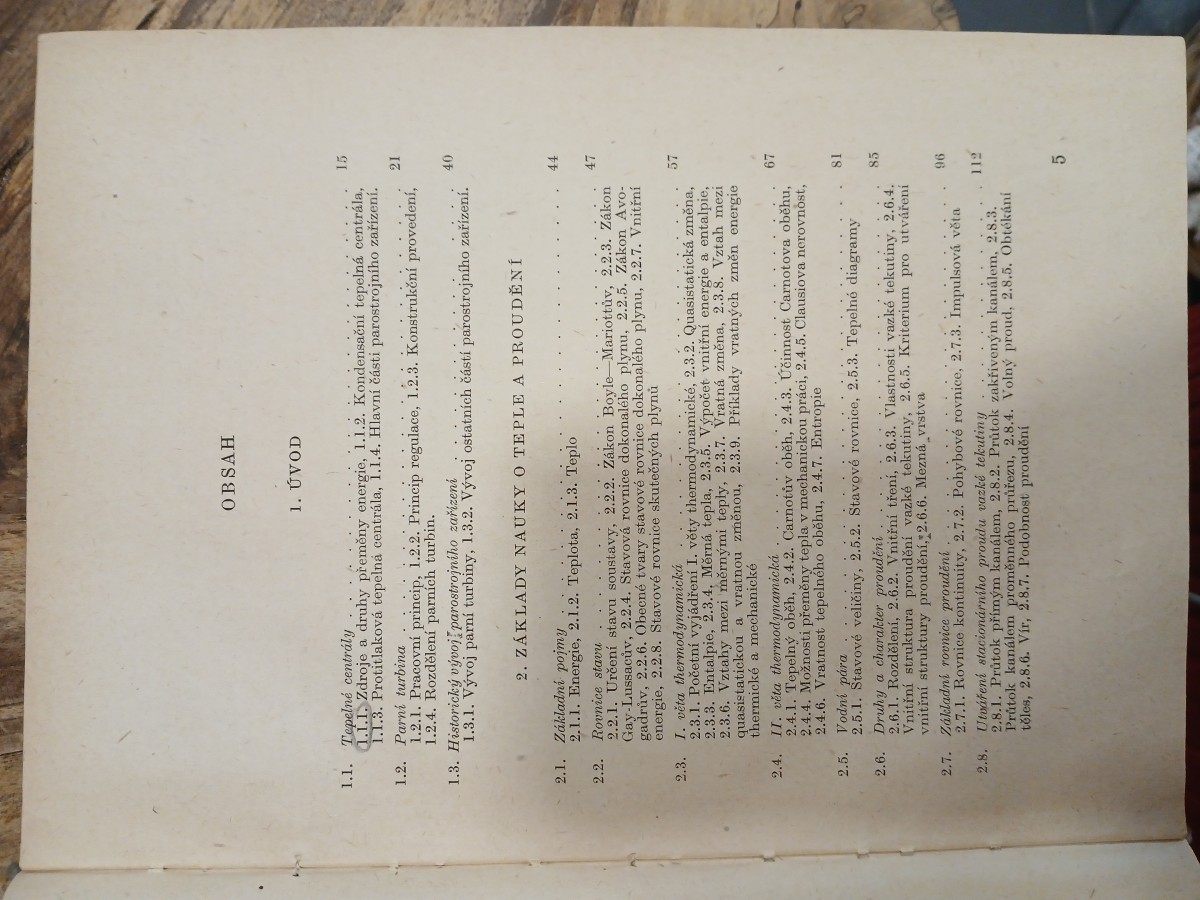 OBSAH
1. ÚVOD
1.1. Tepelné centrály . . . . . . . . . . . . . . . . . . . 15
1.1.1. Zdroje a druhy přeměny energie, 1.1.2. Kondensační tepelná centrála,
1.1.3. Protitlaková tepelná centrála, 1.1.4. Hlavní částí parostrojního zařízení.
1.2. Parní turbina . . . . . . . . . . . . . . . . . . . . 21
1.2.1. Pracovní princip, 1.2.2. Princip regulace, 1.2.3. Konstrukční provedení,
1.2.4. Rozdělení parních turbin.
1.3. Historický vývoj parostrojního zařízení . . . . . . . . . . . 40
1.3.1. Vývoj parní turbiny, 1.3.2. Vývoj ostatních částí parostrojního zařízení.
2. ZÁKLADY NAUKY O TEPLE A PROUDĚNÍ
2.1. Základní pojmy . . . . . . . . . . . . . . . . . . . 44
2.1.1. Energie, 2.1.2. Teplota, 2.1.3. Teplo
2.2. Rovnice stavu . . . . . . . . . . . . . . . . . . . . 47
2.2.1. Určení stavu soustavy, 2.2.2. Zákon Boyle—Mariottův, 2.2.3. Zákon
Gay-Lussacův, 2.2.4. Stavová rovnice dokonalého plynu, 2.2.5. Zákon Avo-
gadrův, 2.2.6. Obecné tvary stavové rovnice dokonalého plynu, 2.2.7. Vnitřní
energie, 2.2.8. Stavové rovnice skutečných plynů
2.3. I. věta thermodynamická . . . . . . . . . . . . . . . . 57
2.3.1. Početní vyjádření I. věty thermodynamické, 2.3.2. Quasistatická změna,
2.3.3. Entalpie, 2.3.4. Měrná tepla, 2.3.5. Výpočet vnitřní energie a entalpie,
2.3.6. Vztahy mezi měrnými teply, 2.3.7. Vratná změna, 2.3.8. Vztah mezi
quasistatickou a vratnou změnou, 2.3.9. Příklady vratných změn energie
thermické a mechanické
2.4. II. věta thermodynamická . . . . . . . . . . . . . . . . 67
2.4.1. Tepelný oběh, 2.4.2. Carnotův oběh, 2.4.3. Účinnost Carnotova oběhu,
2.4.4. Možnosti přeměny tepla v mechanickou práci, 2.4.5. Clausiova nerovnost,
2.4.6. Vratnost tepelného oběhu, 2.4.7. Entropie
2.5. Vodní pára . . . . . . . . . . . . . . . . . . . . . 81
2.5.1. Stavové veličiny, 2.5.2. Stavové rovnice, 2.5.3. Tepelné diagramy
2.6. Druhy a charakter proudění . . . . . . . . . . . . . . . 85
2.6.1. Rozdělení, 2.6.2. Vnitřní tření, 2.6.3. Vlastnosti vazké tekutiny, 2.6.4.
Vnitřní struktura proudění vazké tekutiny, 2.6.5. Kriterium pro utváření
vnitřní struktury proudění, 2.6.6. Mezná vrstva
2.7. Základní rovnice proudění . . . . . . . . . . . . . . . . 96
2.7.1. Rovnice kontinuity, 2.7.2. Pohybové rovnice, 2.7.3. Impulsová věta
2.8. Utváření stacionárního proudu vazké tekutiny . . . . . . . . . 112
2.8.1. Průtok přímým kanálem, 2.8.2. Průtok zakřiveným kanálem, 2.8.3.
Průtok kanálem proměnného průřezu, 2.8.4. Volný proud, 2.8.5. Obtékání
těles, 2.8.6. Vír, 2.8.7. Podobnost proudění
5